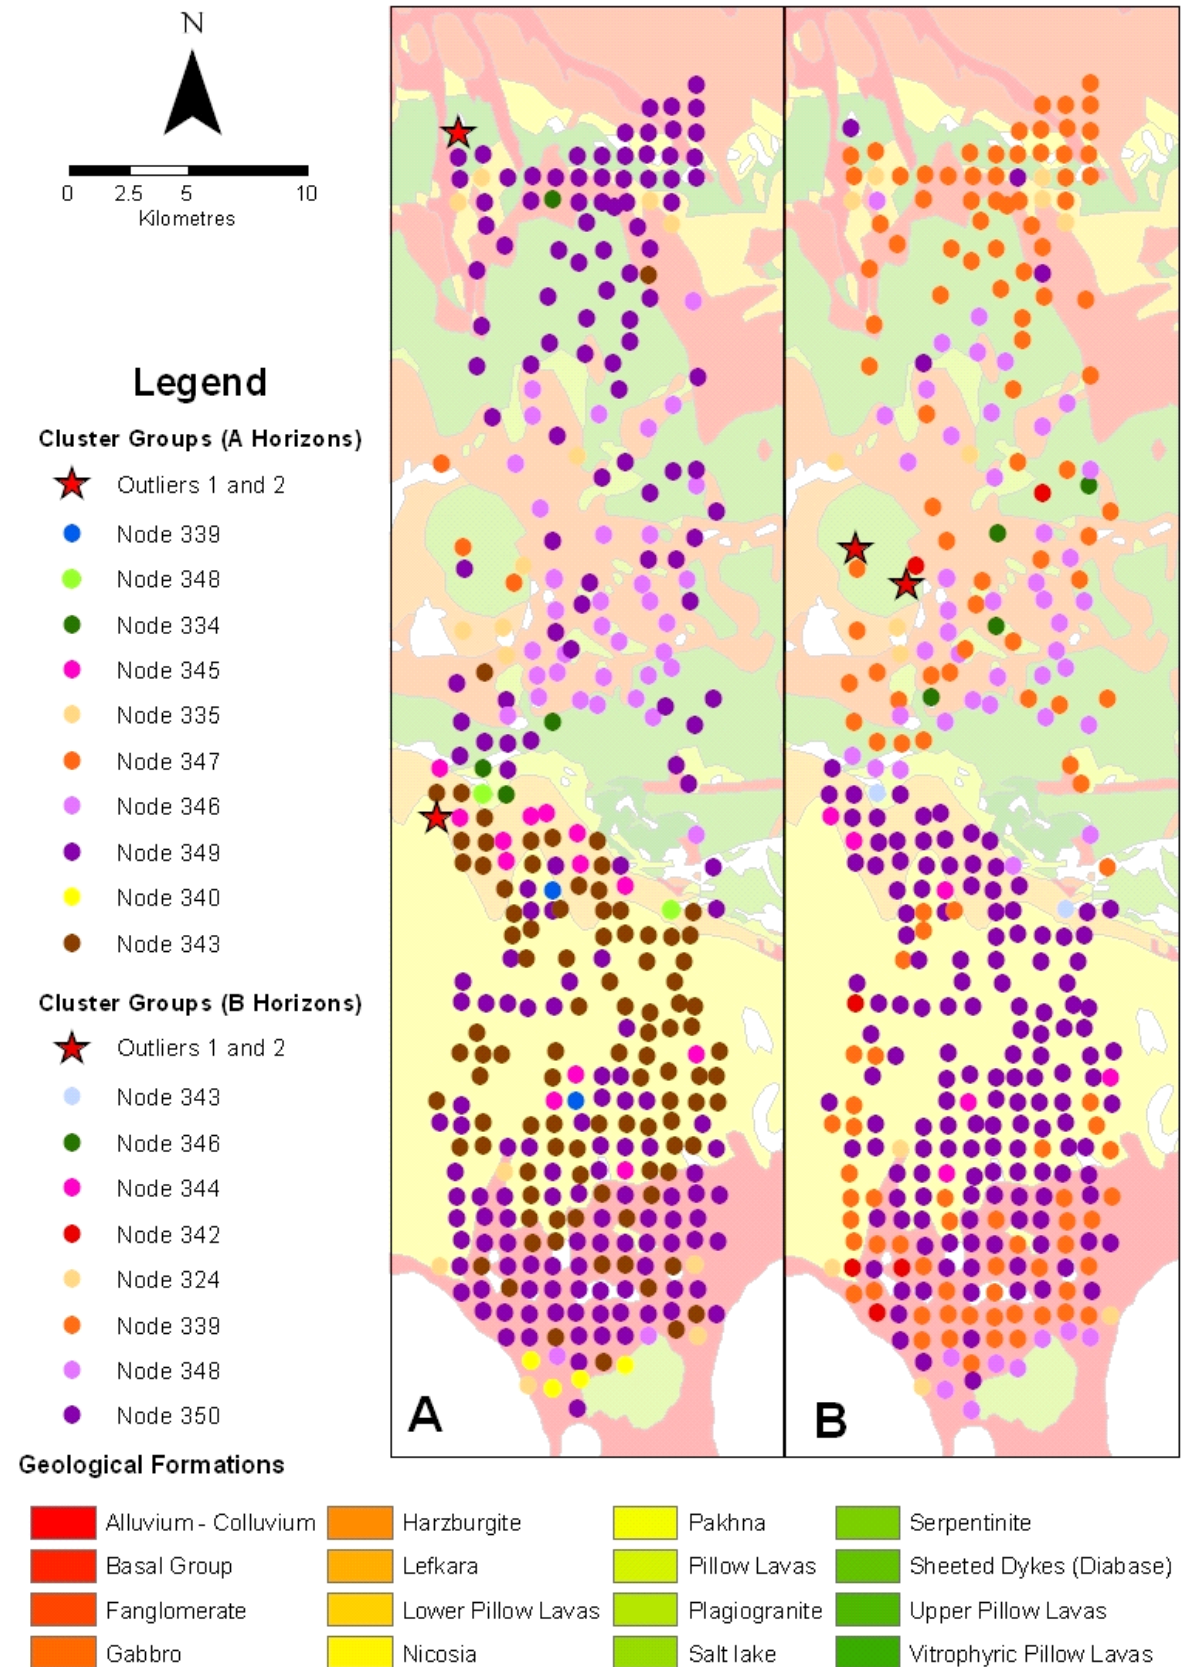 N
0 2.5 5 10
Kilometres
Legend
Cluster Groups (A Horizons)
Outliers 1 and 2
Node 339
Node 348
Node 334
Node 345
Node 335
Node 347
Node 346
Node 349
Node 340
Node 343
Cluster Groups (B Horizons)
Outliers 1 and 2
Node 343
Node 346
Node 344
Node 342
Node 324
Node 339
Node 348
Node 350
A
B
Geological Formations
Alluvium - Colluvium Harzburgite Pakhna Serpentinite
Basal Group Lefkara Pillow Lavas Sheeted Dykes (Diabase)
Fanglomerate Lower Pillow Lavas Plagiogranite Upper Pillow Lavas
Gabbro Nicosia Salt lake Vitrophyric Pillow Lavas